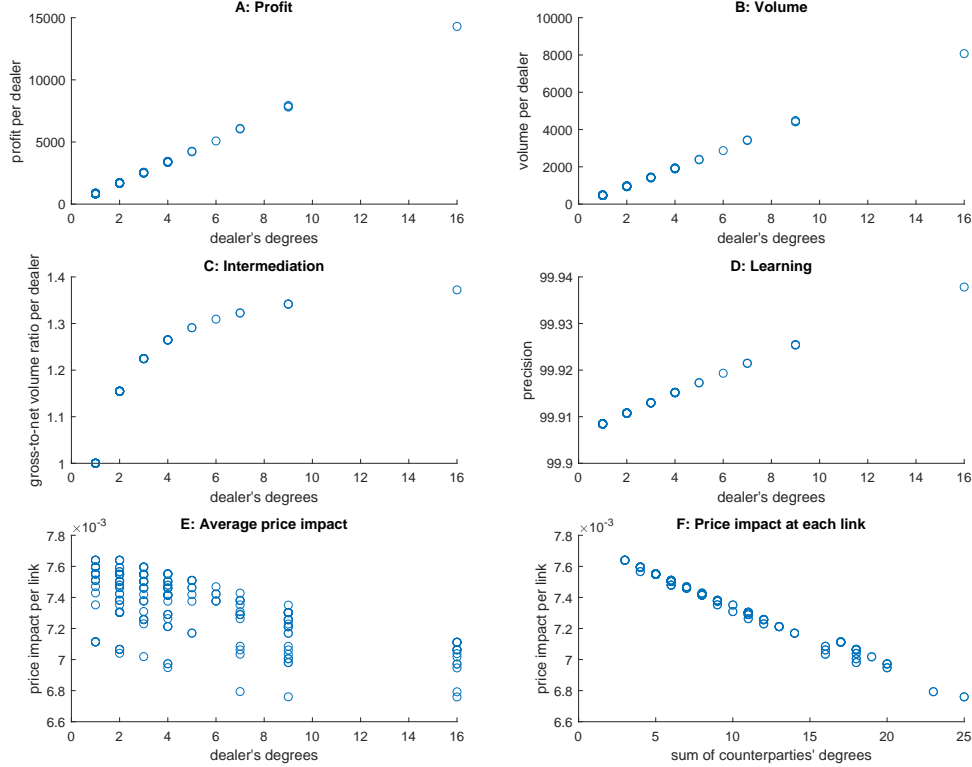 A: Profit
15000
10000
5000
0
profit per dealer
0 2 4 6 8 10 12 14 16
dealer's degrees
B: Volume
10000
8000
6000
4000
2000
0
volume per dealer
0 2 4 6 8 10 12 14 16
dealer's degrees
C: Intermediation
1.4
1.3
1.2
1.1
1
gross-to-net volume ratio per dealer
0 2 4 6 8 10 12 14 16
dealer's degrees
D: Learning
99.94
99.93
99.92
99.91
99.9
precision
0 2 4 6 8 10 12 14 16
dealer's degrees
E: Average price impact
×10⁻³
7.8
7.6
7.4
7.2
7
6.8
6.6
price impact per link
0 2 4 6 8 10 12 14 16
dealer's degrees
F: Price impact at each link
×10⁻³
7.8
7.6
7.4
7.2
7
6.8
6.6
price impact per link
0 5 10 15 20 25
sum of counterparties' degrees